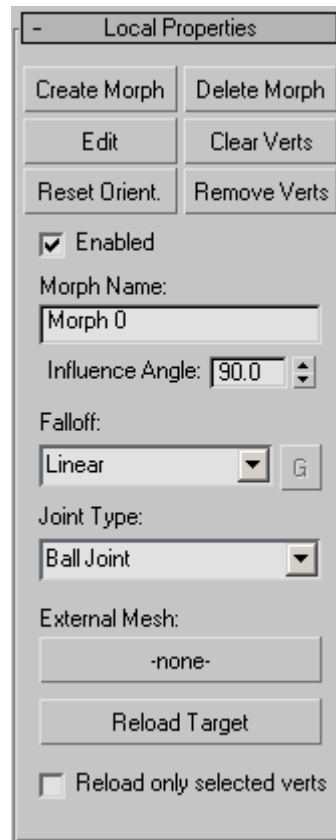 - Local Properties
Create Morph Delete Morph
Edit Clear Verts
Reset Orient. Remove Verts
Enabled
Morph Name:
Morph 0
Influence Angle: 90.0
Falloff:
Linear G
Joint Type:
Ball Joint
External Mesh:
-none-
Reload Target
Reload only selected verts